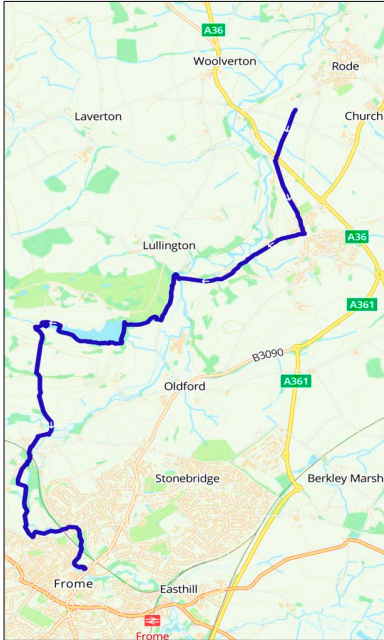 A36
Woolverton
Rode
Laverton
Church
Lullington
A36
A361
B3090
Oldford
A361
Stonebridge
Berkley Marsh
Frome
Easthill
Frome